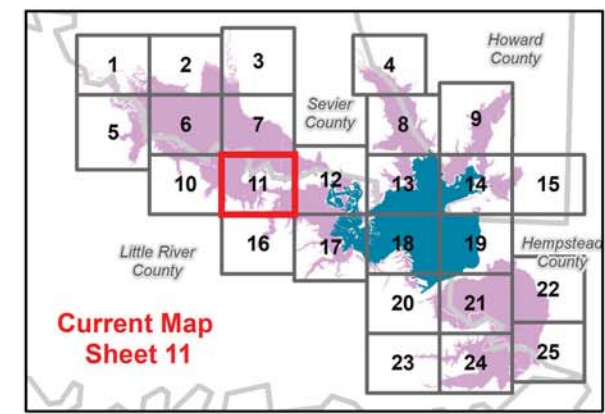 Howard
County
1
2
3
4
Sevier
County
5
6
7
8
9
10
11
12
13
14
15
Little River
County
16
17
18
19
Hempstead
County
20
21
22
Current Map
Sheet 11
23
24
25